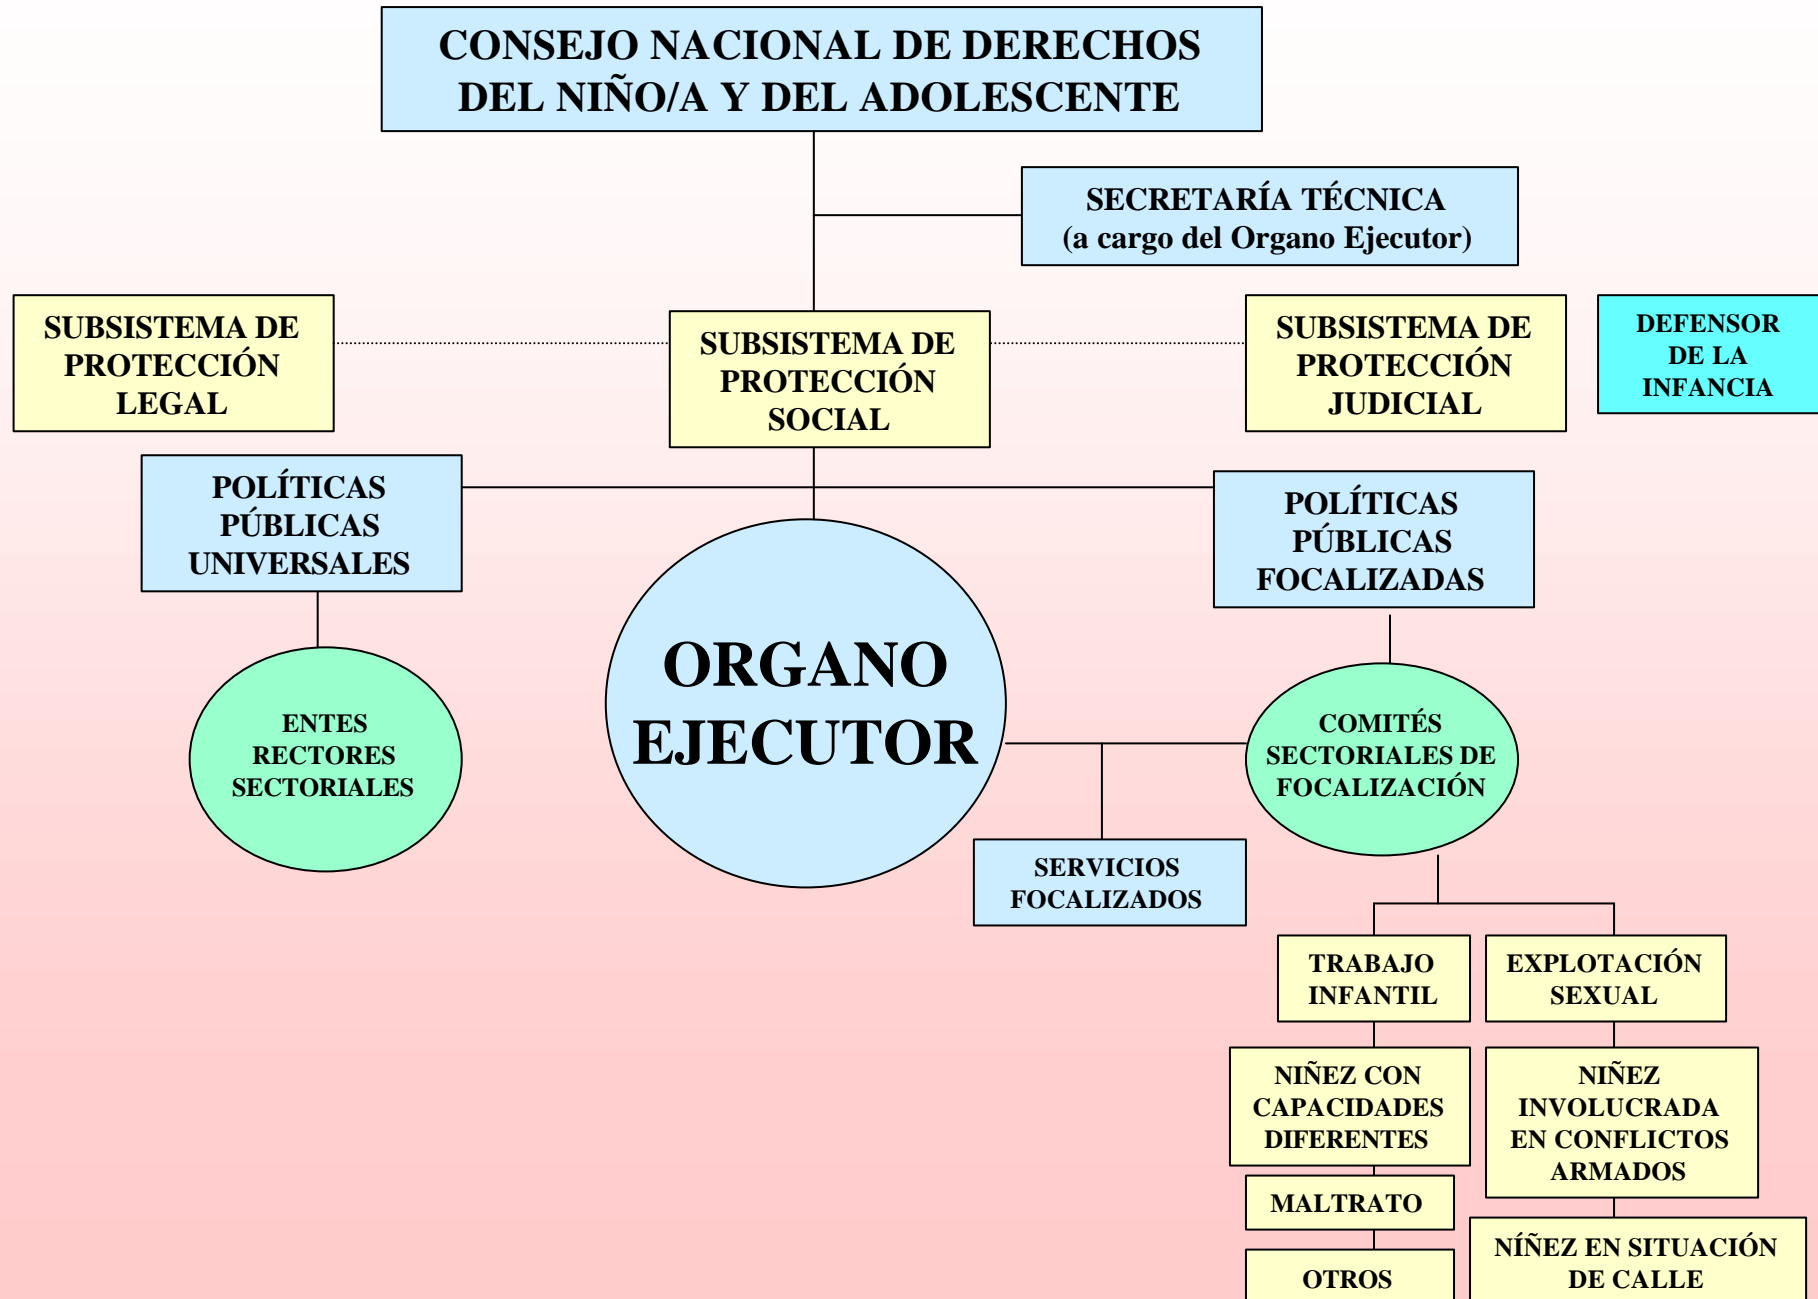 CONSEJO NACIONAL DE DERECHOS
DEL NIÑO/A Y DEL ADOLESCENTE
SECRETARÍA TÉCNICA
(a cargo del Organo Ejecutor)
SUBSISTEMA DE
PROTECCIÓN
LEGAL
SUBSISTEMA DE
PROTECCIÓN
SOCIAL
SUBSISTEMA DE
PROTECCIÓN
JUDICIAL
DEFENSOR
DE LA
INFANCIA
POLÍTICAS
PÚBLICAS
UNIVERSALES
POLÍTICAS
PÚBLICAS
FOCALIZADAS
ORGANO
EJECUTOR
ENTES
RECTORES
SECTORIALES
COMITÉS
SECTORIALES DE
FOCALIZACIÓN
SERVICIOS
FOCALIZADOS
TRABAJO
INFANTIL
EXPLOTACIÓN
SEXUAL
NIÑEZ CON
CAPACIDADES
DIFERENTES
NIÑEZ
INVOLUCRADA
EN CONFLICTOS
ARMADOS
MALTRATO
NÍÑEZ EN SITUACIÓN
DE CALLE
OTROS